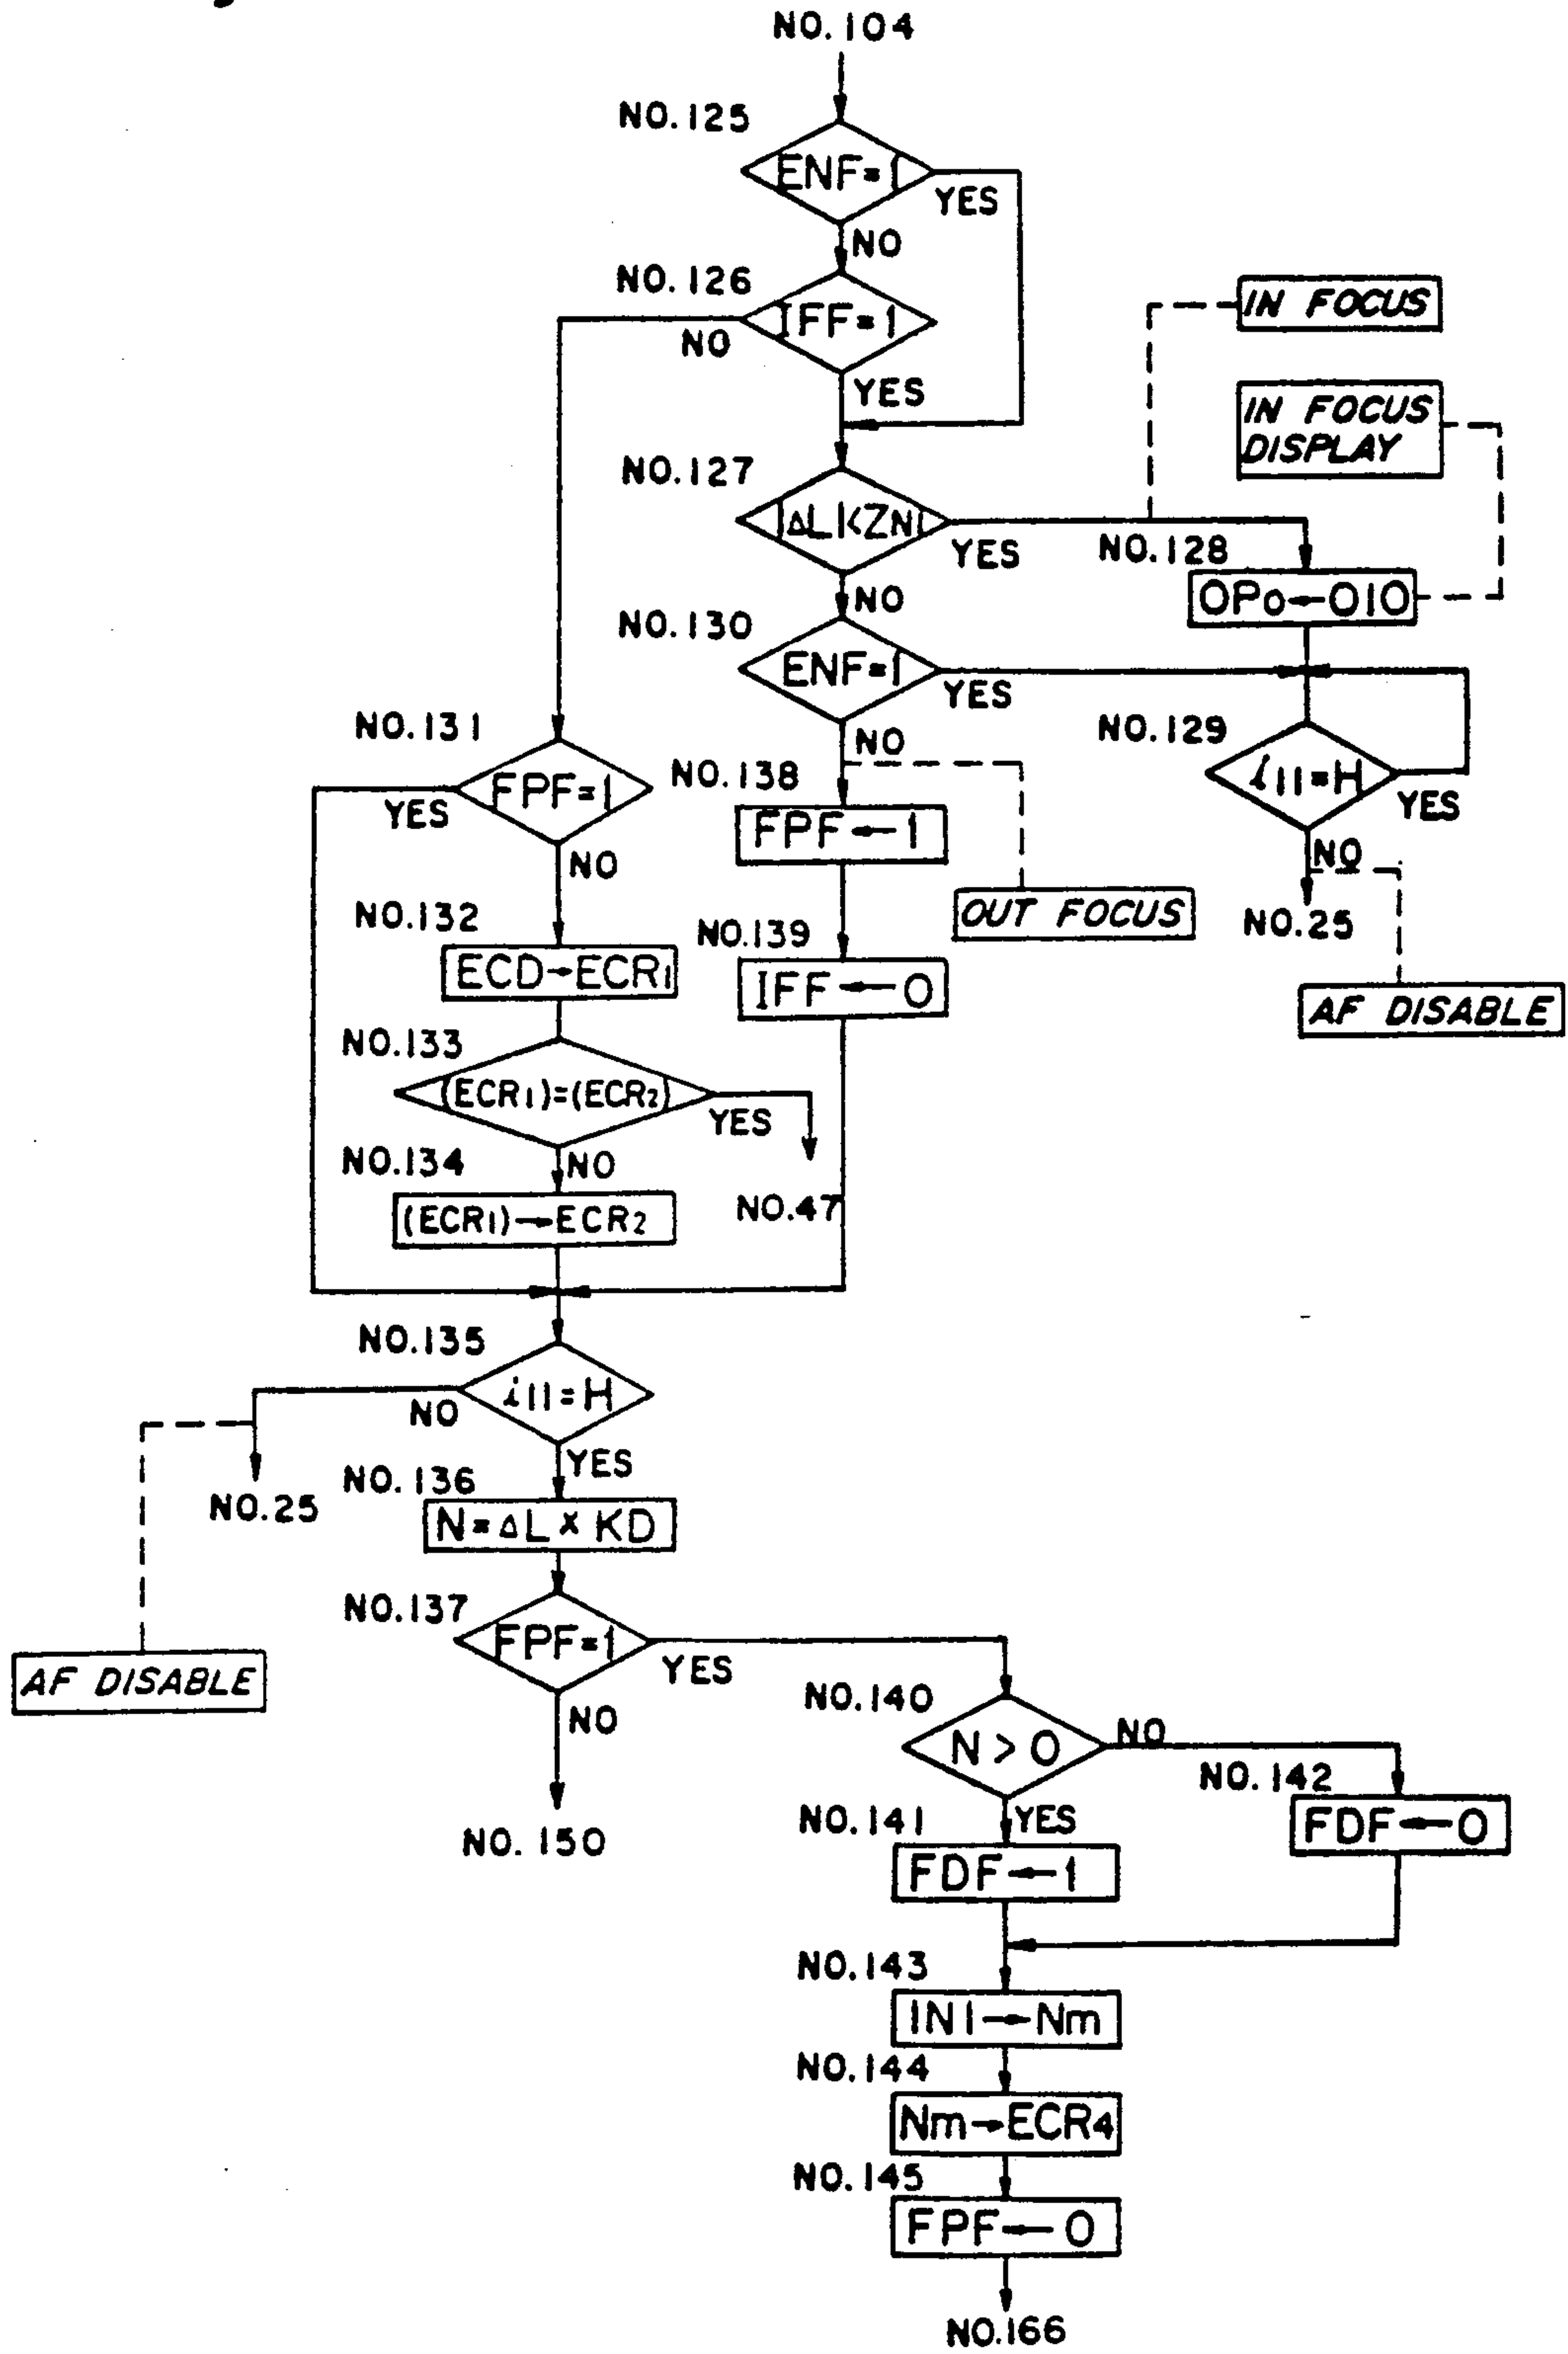 NO.104
NO.125
ENF=1
YES
NO
NO.126
IFF=1
NO
YES
IN FOCUS
IN FOCUS
DISPLAY
NO.127
|ΔL|<ZN
YES
NO
NO.128
OPo←010
NO.130
ENF=1
YES
NO
NO.129
i11=H
YES
NO
NO.25
AF DISABLE
NO.131
FPF=1
YES
NO
NO.138
FPF←1
OUT FOCUS
NO.132
ECD→ECR1
NO.139
IFF←0
NO.133
(ECR1)=(ECR2)
YES
NO
NO.47
NO.134
(ECR1)→ECR2
NO.135
i11=H
NO
YES
NO.25
AF DISABLE
NO.136
N=ΔL×KD
NO.137
FPF=1
YES
NO
NO.150
NO.140
N>0
NO
YES
NO.142
FDF←0
NO.141
FDF←1
NO.143
|N|→Nm
NO.144
Nm→ECR4
NO.145
FPF←0
NO.166